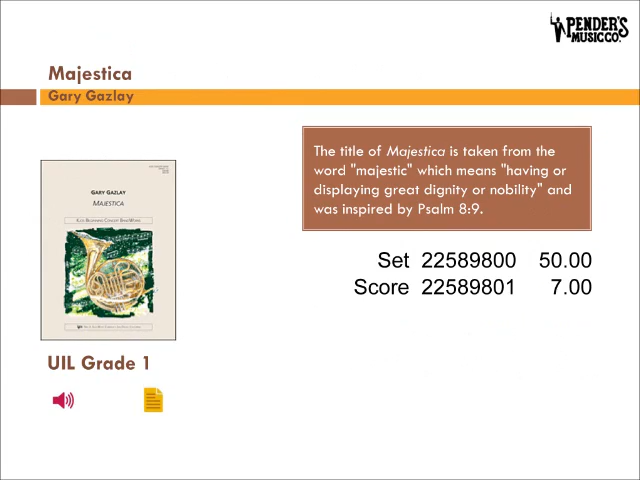 PENDER'S
MUSIC CO.
Majestica
Gary Gazlay
The title of Majestica is taken from the
word "majestic" which means "having or
displaying great dignity or nobility" and
was inspired by Psalm 8:9.
GARY GAZLAY
MAJESTICA
Set 22589800 50.00
Score 22589801 7.00
UIL Grade 1